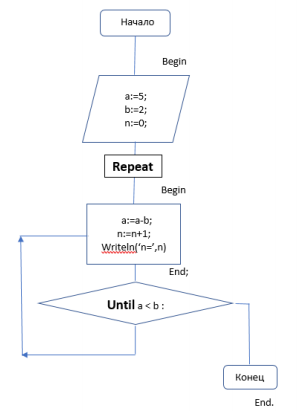 Начало
Begin
a:=5;
b:=2;
n:=0;
Repeat
Begin
a:=a-b;
n:=n+1;
Writeln(‘n=’,n)
End;
Until a < b :
Конец
End.